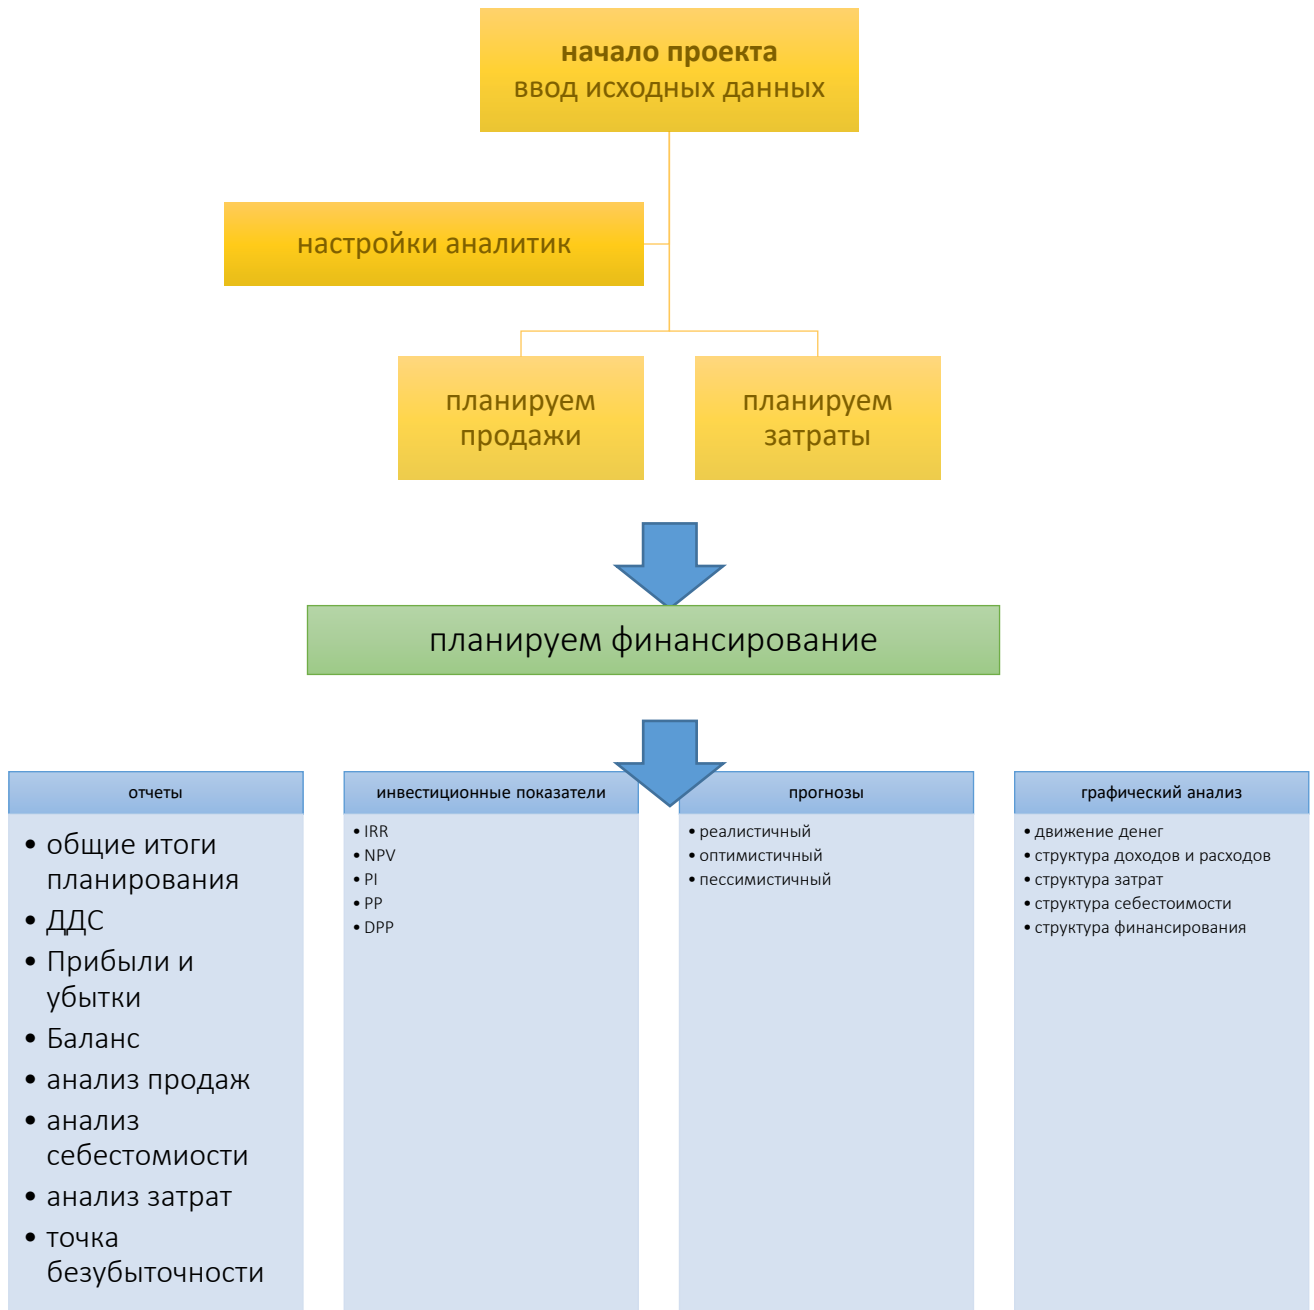 начало проекта
ввод исходных данных
настройки аналитик
планируем
продажи
планируем
затраты
планируем финансирование
отчеты
• общие итоги
планирования
• ДДС
• Прибыли и
убытки
• Баланс
• анализ продаж
• анализ
себестомиости
• анализ затрат
• точка
безубыточности
инвестиционные показатели
• IRR
• NPV
• PI
• PP
• DPP
прогнозы
• реалистичный
• оптимистичный
• пессимистичный
графический анализ
• движение денег
• структура доходов и расходов
• структура затрат
• структура себестоимости
• структура финансирования